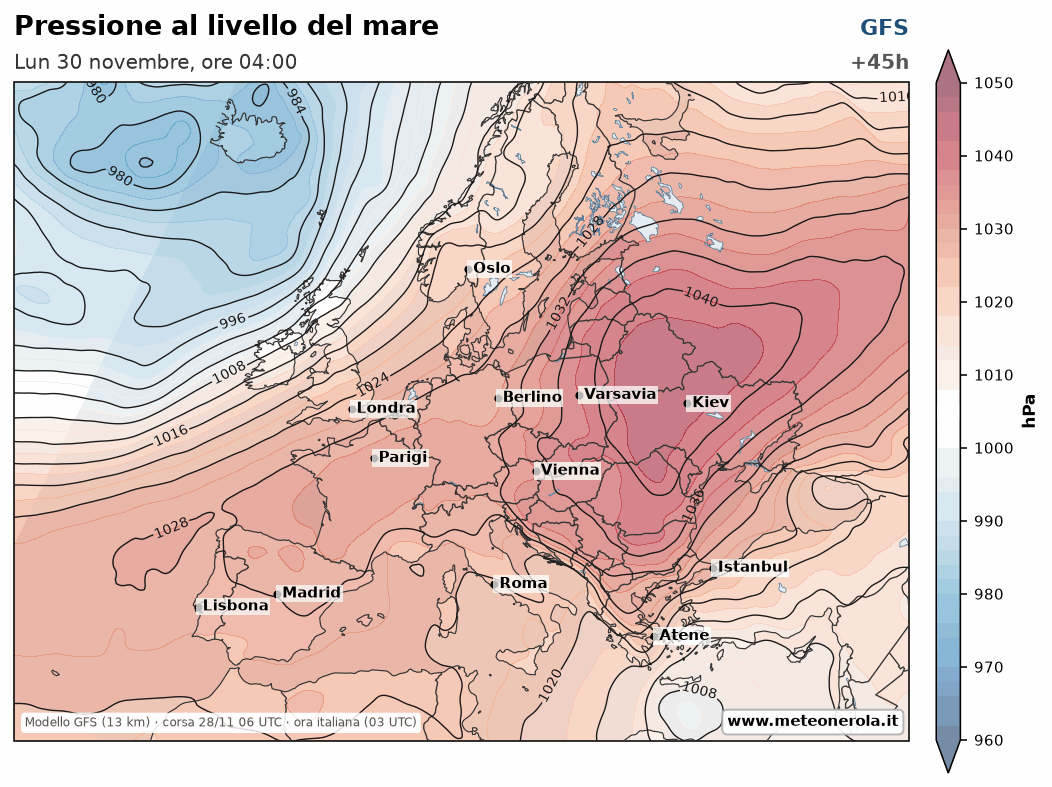 Pressione al livello del mare
GFS
Lun 30 novembre, ore 04:00
+45h
980
984
1016
1050
1040
1030
1020
1010
1000
990
980
970
960
hPa
980
1028
Oslo
1040
1032
996
1008
1024
Londra
Berlino
Varsavia
Kiev
1016
Parigi
Vienna
1036
1028
Istanbul
Roma
Madrid
Lisbona
Atene
1020
1008
Modello GFS (13 km) · corsa 28/11 06 UTC · ora italiana (03 UTC)
www.meteonerola.it